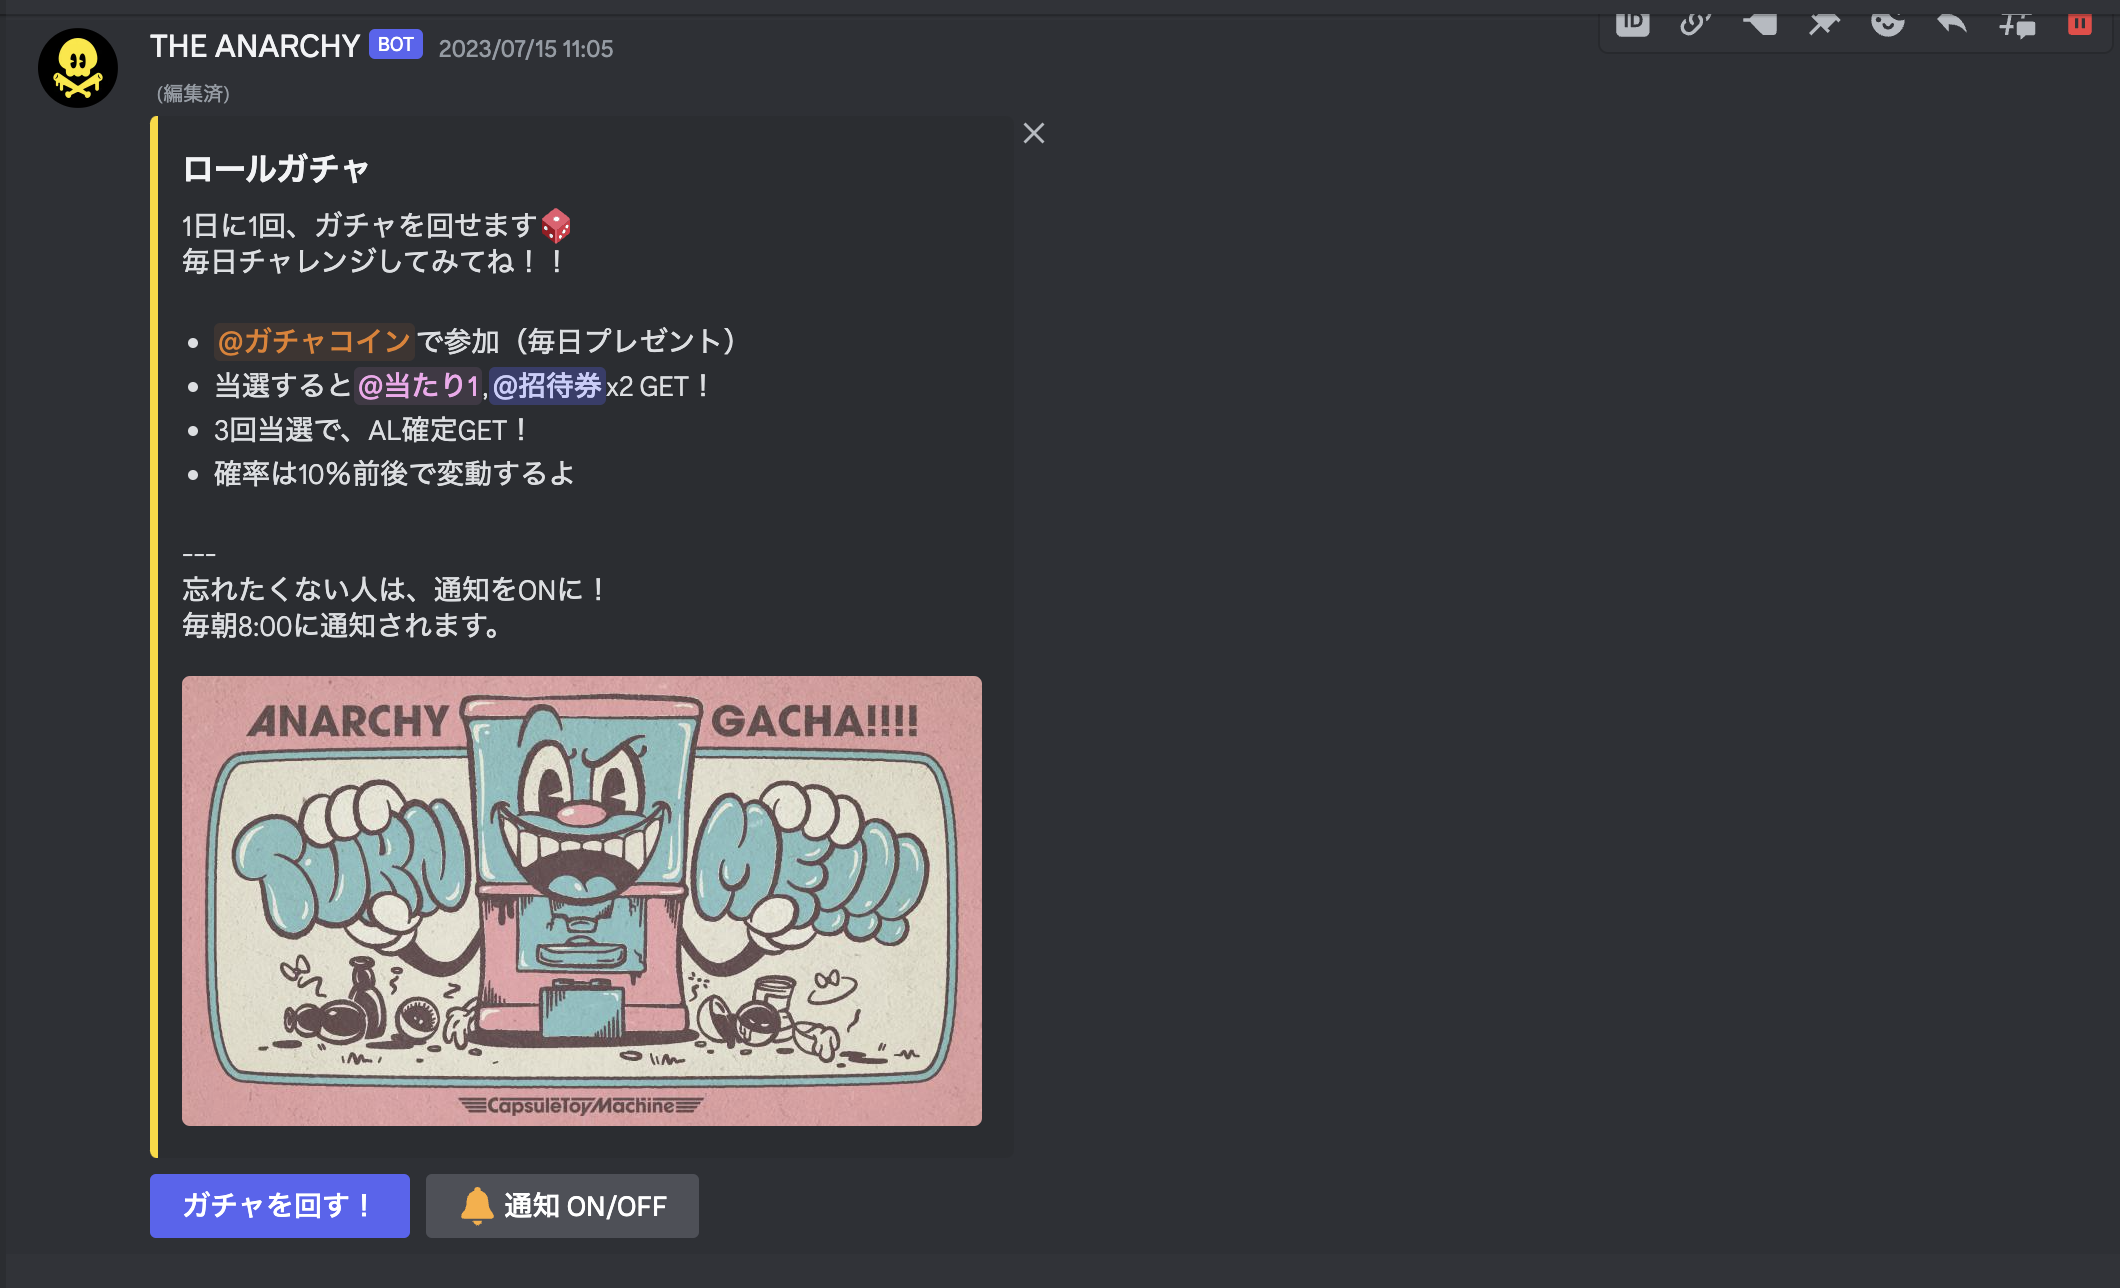 THE ANARCHY BOT 2023/07/15 11:05
(編集済)
ロールガチャ
1日に1回、ガチャを回せます
毎日チャレンジしてみてね！！
• @ガチャコインで参加（毎日プレゼント）
• 当選すると@当たり1,@招待券x2 GET！
• 3回当選で、AL確定GET！
• 確率は10%前後で変動するよ
---
忘れたくない人は、通知をONに！
毎朝8:00に通知されます。
ANARCHY GACHA!!!!
TURN ME!!!
CapsuleToyMachine
ガチャを回す！
通知 ON/OFF
ID